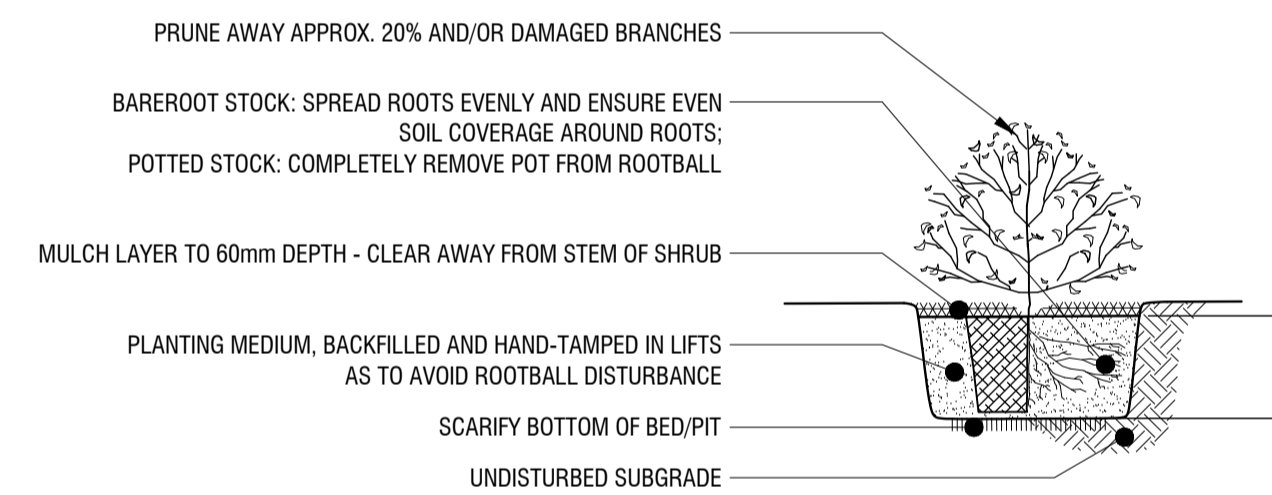 PRUNE AWAY APPROX. 20% AND/OR DAMAGED BRANCHES
BAREROOT STOCK: SPREAD ROOTS EVENLY AND ENSURE EVEN
SOIL COVERAGE AROUND ROOTS;
POTTED STOCK: COMPLETELY REMOVE POT FROM ROOTBALL
MULCH LAYER TO 60mm DEPTH - CLEAR AWAY FROM STEM OF SHRUB
PLANTING MEDIUM, BACKFILLED AND HAND-TAMPED IN LIFTS
AS TO AVOID ROOTBALL DISTURBANCE
SCARIFY BOTTOM OF BED/PIT
UNDISTURBED SUBGRADE